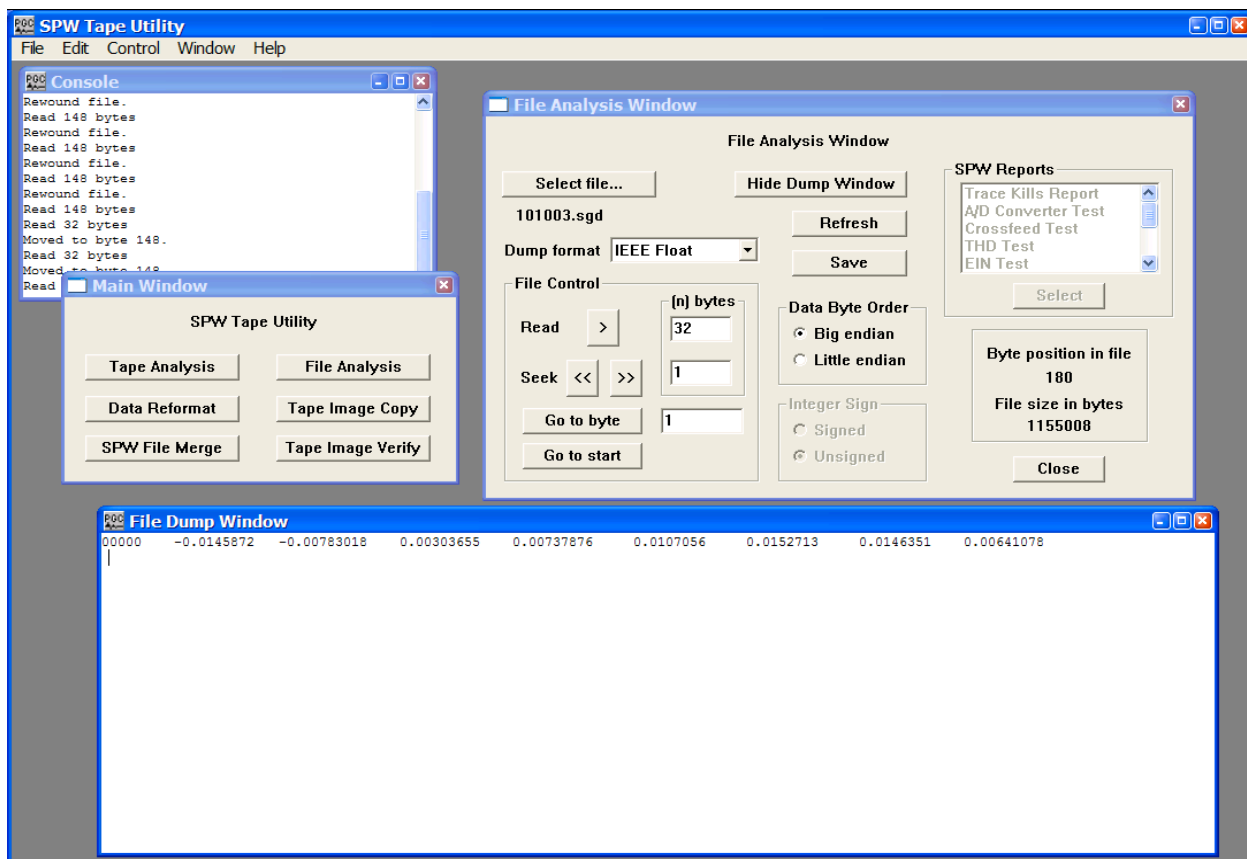 SPW Tape Utility
File Edit Control Window Help
Console
Rewound file.
Read 148 bytes
Rewound file.
Read 148 bytes
Rewound file.
Read 148 bytes
Rewound file.
Read 148 bytes
Read 32 bytes
Moved to byte 148.
Read 32 bytes
Moved to byte 148
Read
Main Window
SPW Tape Utility
Tape Analysis File Analysis
Data Reformat Tape Image Copy
SPW File Merge Tape Image Verify
File Analysis Window
File Analysis Window
Select file... Hide Dump Window
101003.sgd
Refresh
Dump format IEEE Float
Save
File Control
(n) bytes
Read > 32
Seek << >> 1
Go to byte 1
Go to start
Data Byte Order
Big endian
Little endian
Integer Sign
Signed
Unsigned
SPW Reports
Trace Kills Report
A/D Converter Test
Crossfeed Test
THD Test
EIN Test
Select
Byte position in file
180
File size in bytes
1155008
Close
File Dump Window
00000 -0.0145872 -0.00783018 0.00303655 0.00737876 0.0107056 0.0152713 0.0146351 0.00641078